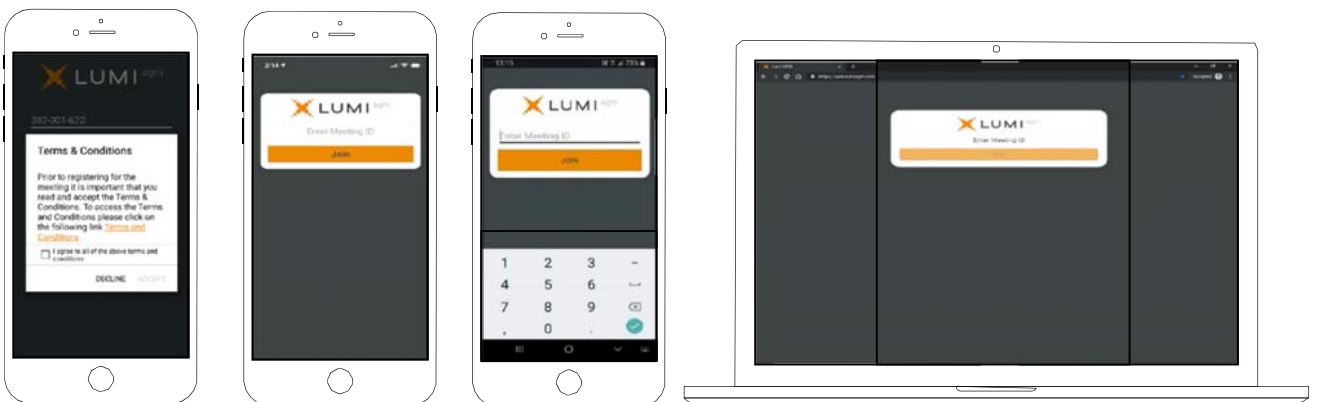 LUMI agm
Terms & Conditions
Prior to registering for the
meeting it is important that you
read and accept the Terms &
Conditions. To access the Terms
and Conditions please click on
the following link Terms and
Conditions
I agree to all of the above terms and
conditions
DECLINE ACCEPT
2:14
LUMI agm
Enter Meeting ID
Join
13:15
73%
LUMI agm
Enter Meeting ID
JOIN
1 2 3 -
4 5 6
7 8 9
, 0 .
LUMI
Enter Meeting ID